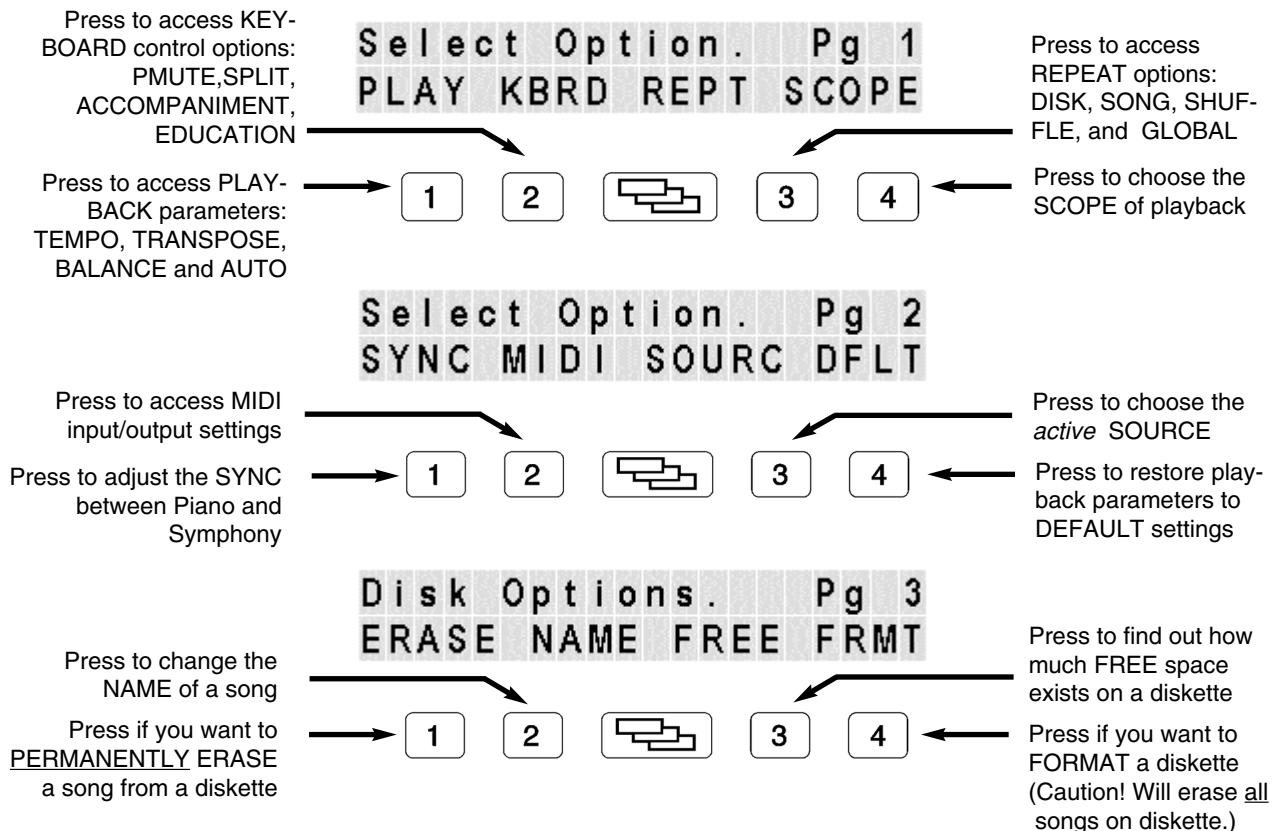 Press to access KEY-
BOARD control options:
PMUTE,SPLIT,
ACCOMPANIMENT,
EDUCATION
Press to access PLAY-
BACK parameters:
TEMPO, TRANSPOSE,
BALANCE and AUTO
Select Option. Pg 1
PLAY KBRD REPT SCOPE
1 2 3 4
Press to access
REPEAT options:
DISK, SONG, SHUF-
FLE, and GLOBAL
Press to choose the
SCOPE of playback
Select Option. Pg 2
SYNC MIDI SOURC DFLT
Press to access MIDI
input/output settings
Press to adjust the SYNC
between Piano and
Symphony
1 2 3 4
Press to choose the
active SOURCE
Press to restore play-
back parameters to
DEFAULT settings
Disk Options. Pg 3
ERASE NAME FREE FRMT
Press to change the
NAME of a song
Press if you want to
PERMANENTLY ERASE
a song from a diskette
1 2 3 4
Press to find out how
much FREE space
exists on a diskette
Press if you want to
FORMAT a diskette
(Caution! Will erase all
songs on diskette.)